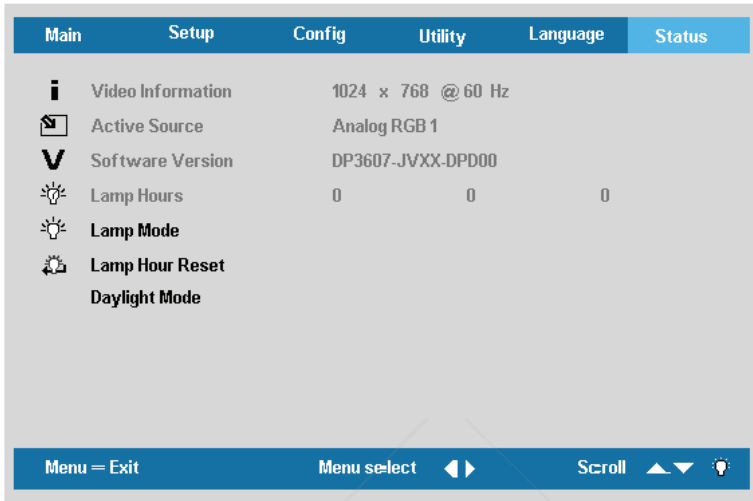 Main Setup Config Utility Language Status
i Video Information 1024 x 768 @ 60 Hz
Active Source Analog RGB 1
V Software Version DP3607-JVXX-DPD00
Lamp Hours 0 0 0
Lamp Mode
Lamp Hour Reset
Daylight Mode
Menu = Exit Menu select Scroll